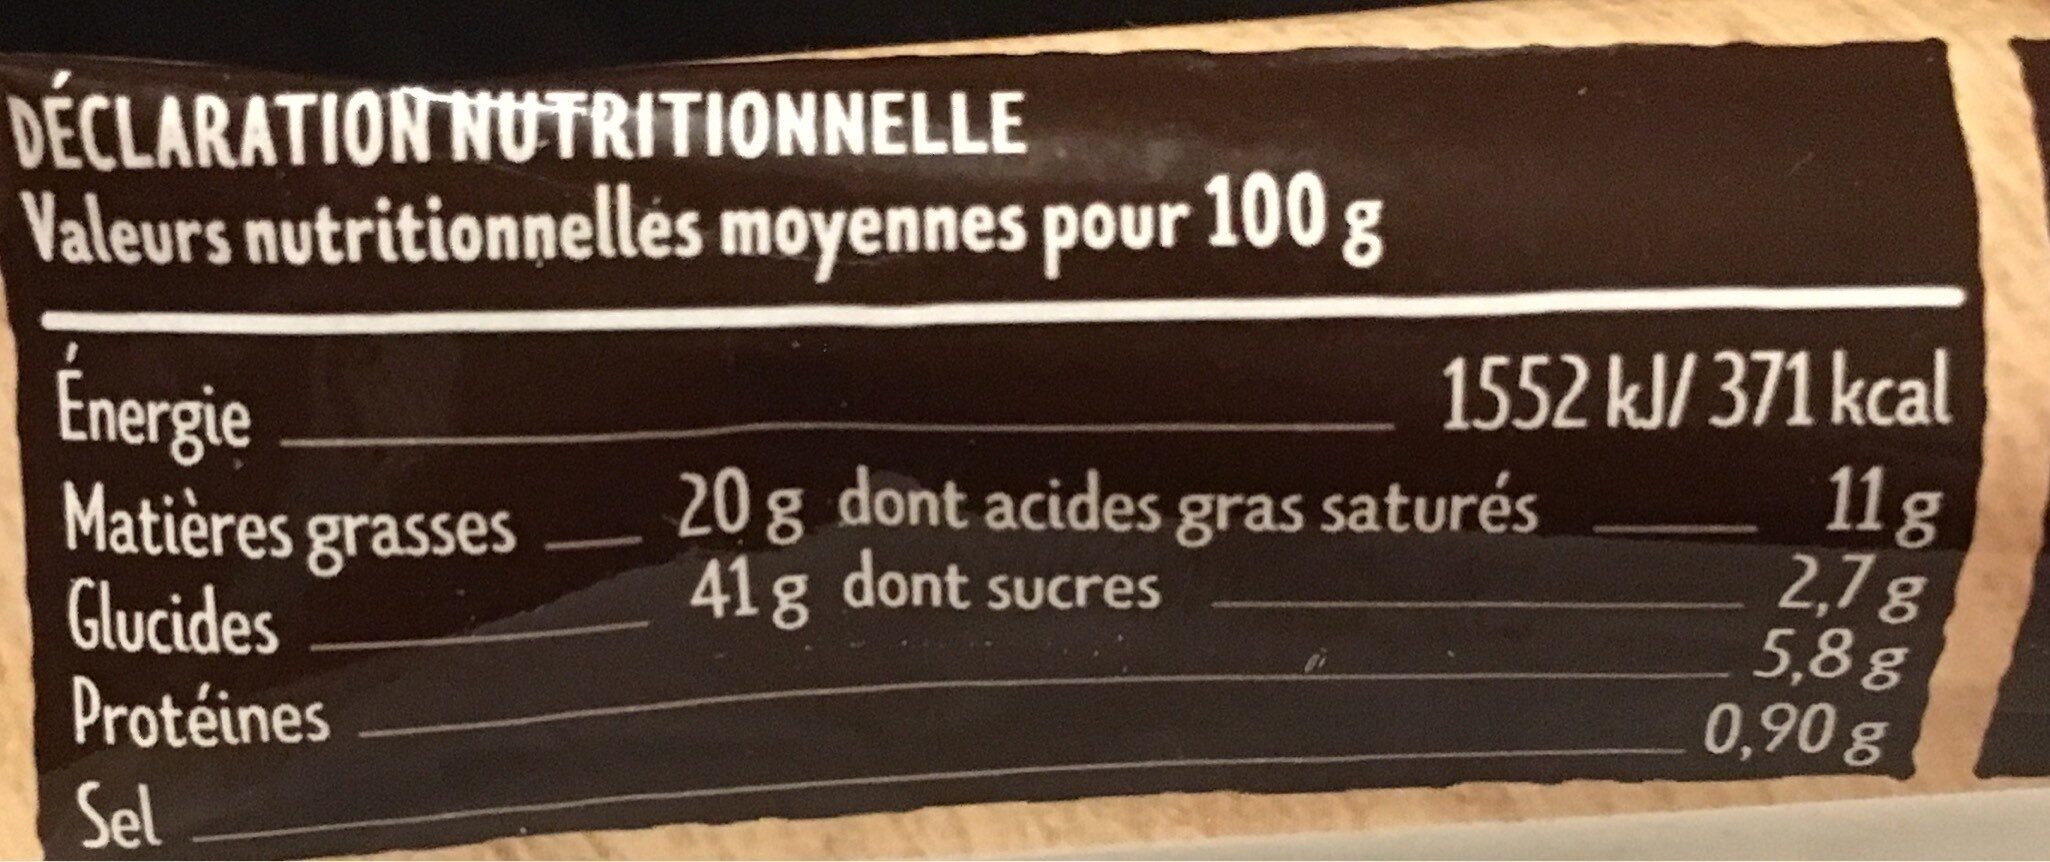 DÉCLARATION NUTRITIONNELLE
Valeurs nutritionnelles moyennes pour 100 g
Énergie 1552 kJ/ 371 kcal
Matières grasses 20 g dont acides gras saturés 11 g
Glucides 41 g dont sucres 2,7 g
Protéines 5,8 g
Sel 0,90 g